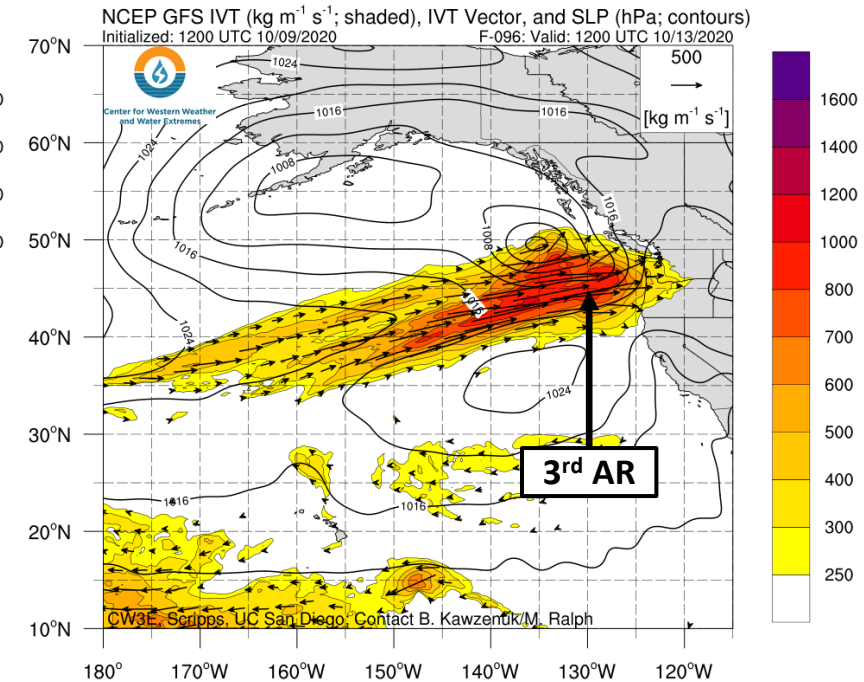 NCEP GFS IVT (kg m⁻¹ s⁻¹; shaded), IVT Vector, and SLP (hPa; contours)
Initialized: 1200 UTC 10/09/2020 F-096: Valid: 1200 UTC 10/13/2020
Center for Western Weather
and Water Extremes
500
[kg m⁻¹ s⁻¹]
70°N
60°N
50°N
40°N
30°N
20°N
10°N
1024
1016
1016
1024
1008
1016
1016
1008
1016
1024
1024
1016
1016
3rd AR
CW3E, Scripps, UC San Diego; Contact B. Kawzenuk/M. Ralph
180°
170°W
160°W
150°W
140°W
130°W
120°W
1600
1400
1200
1000
800
700
600
500
400
300
250